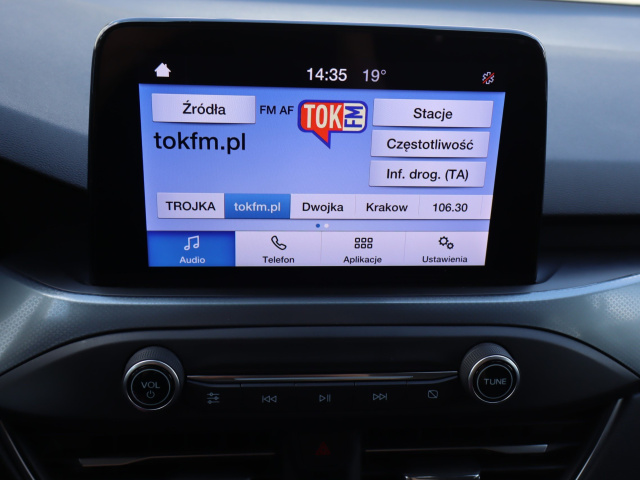 14:35 19°
Źródła
FM AF
TOK FM
Stacje
tokfm.pl
Częstotliwość
Inf. drog. (TA)
TROJKA tokfm.pl Dwojka Krakow 106.30
Audio Telefon Aplikacje Ustawienia
VOL
TUNE